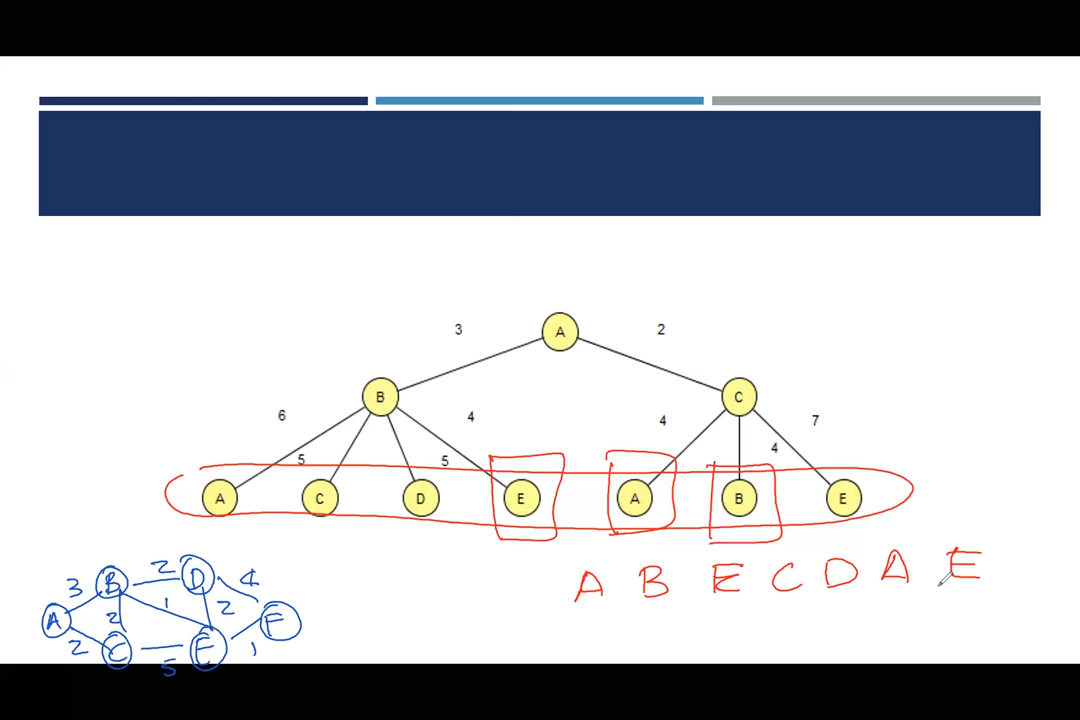 A
3 2
B C
6 4 4 7
5 5 4
A C D E A B E
A B E C D A E
3 B 2 D 4
A 2 1 2 F
2 C 5 E 1